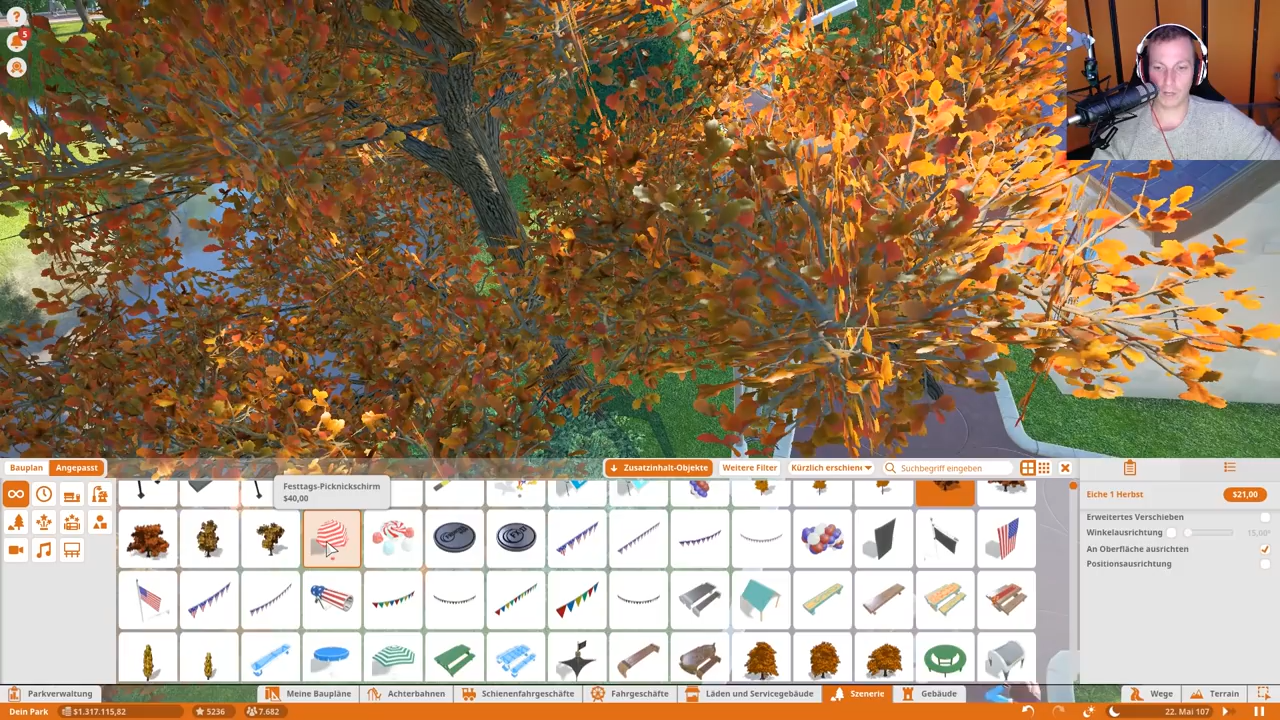 ?
5
Bauplan
Angepasst
Zusatzinhalt-Objekte
Weitere Filter
Kürzlich erschien
Suchbegriff eingeben
Festtags-Picknickschirm
$40,00
Eiche 1 Herbst
$21,00
Erweitertes Verschieben
Winkelausrichtung
15,00°
An Oberfläche ausrichten
Positionsausrichtung
Parkverwaltung
Meine Baupläne
Achterbahnen
Schienenfahrgeschäfte
Fahrgeschäfte
Läden und Servicegebäude
Szenerie
Gebäude
Wege
Terrain
Dein Park
$1.317.115,82
5236
7.682
22. Mai 107